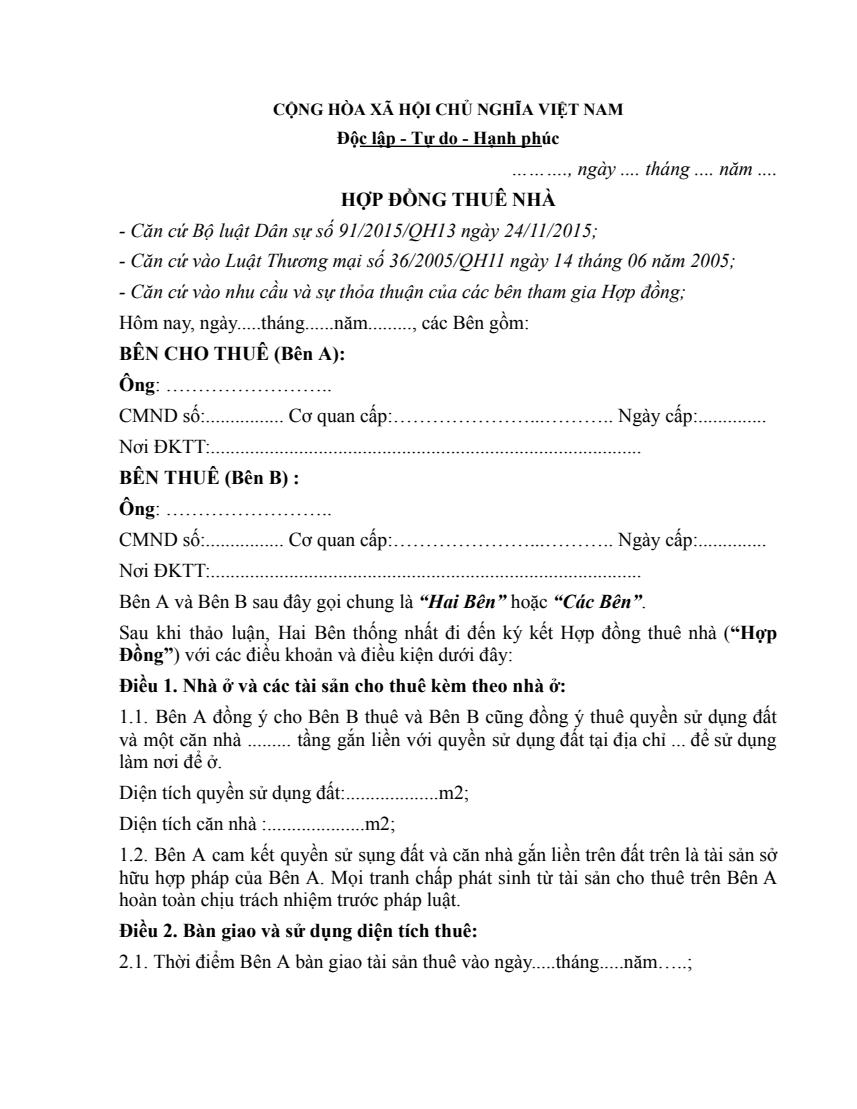 CỘNG HÒA XÃ HỘI CHỦ NGHĨA VIỆT NAM
Độc lập - Tự do - Hạnh phúc
………., ngày .... tháng .... năm ....
HỢP ĐỒNG THUÊ NHÀ
- Căn cứ Bộ luật Dân sự số 91/2015/QH13 ngày 24/11/2015;
- Căn cứ vào Luật Thương mại số 36/2005/QH11 ngày 14 tháng 06 năm 2005;
- Căn cứ vào nhu cầu và sự thỏa thuận của các bên tham gia Hợp đồng;
Hôm nay, ngày.....tháng......năm........., các Bên gồm:
BÊN CHO THUÊ (Bên A):
Ông: ……………………..
CMND số:................ Cơ quan cấp:…………………...……….. Ngày cấp:..............
Nơi ĐKTT:.........................................................................................
BÊN THUÊ (Bên B) :
Ông: ……………………..
CMND số:................ Cơ quan cấp:…………………...……….. Ngày cấp:..............
Nơi ĐKTT:.........................................................................................
Bên A và Bên B sau đây gọi chung là “Hai Bên” hoặc “Các Bên”.
Sau khi thảo luận, Hai Bên thống nhất đi đến ký kết Hợp đồng thuê nhà (“Hợp
Đồng”) với các điều khoản và điều kiện dưới đây:
Điều 1. Nhà ở và các tài sản cho thuê kèm theo nhà ở:
1.1. Bên A đồng ý cho Bên B thuê và Bên B cũng đồng ý thuê quyền sử dụng đất
và một căn nhà ......... tầng gắn liền với quyền sử dụng đất tại địa chỉ ... để sử dụng
làm nơi để ở.
Diện tích quyền sử dụng đất:...................m2;
Diện tích căn nhà :....................m2;
1.2. Bên A cam kết quyền sử sụng đất và căn nhà gắn liền trên đất trên là tài sản sở
hữu hợp pháp của Bên A. Mọi tranh chấp phát sinh từ tài sản cho thuê trên Bên A
hoàn toàn chịu trách nhiệm trước pháp luật.
Điều 2. Bàn giao và sử dụng diện tích thuê:
2.1. Thời điểm Bên A bàn giao tài sản thuê vào ngày.....tháng.....năm…..;